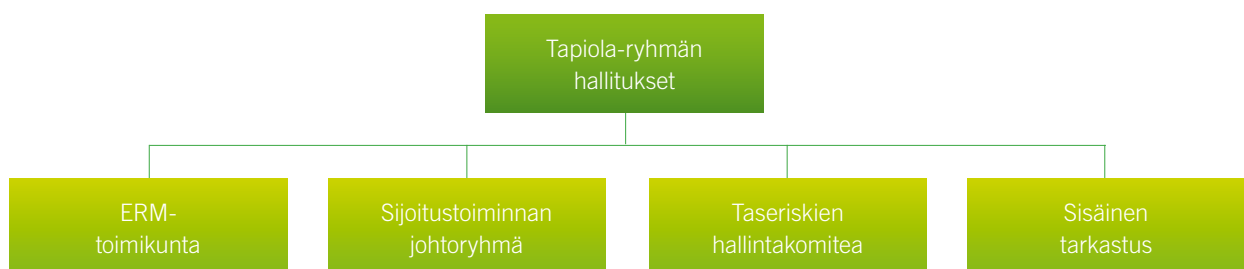 Tapiola-ryhmän
hallitukset
ERM-
toimikunta
Sijoitustoiminnan
johtoryhmä
Taseriskien
hallintakomitea
Sisäinen
tarkastus